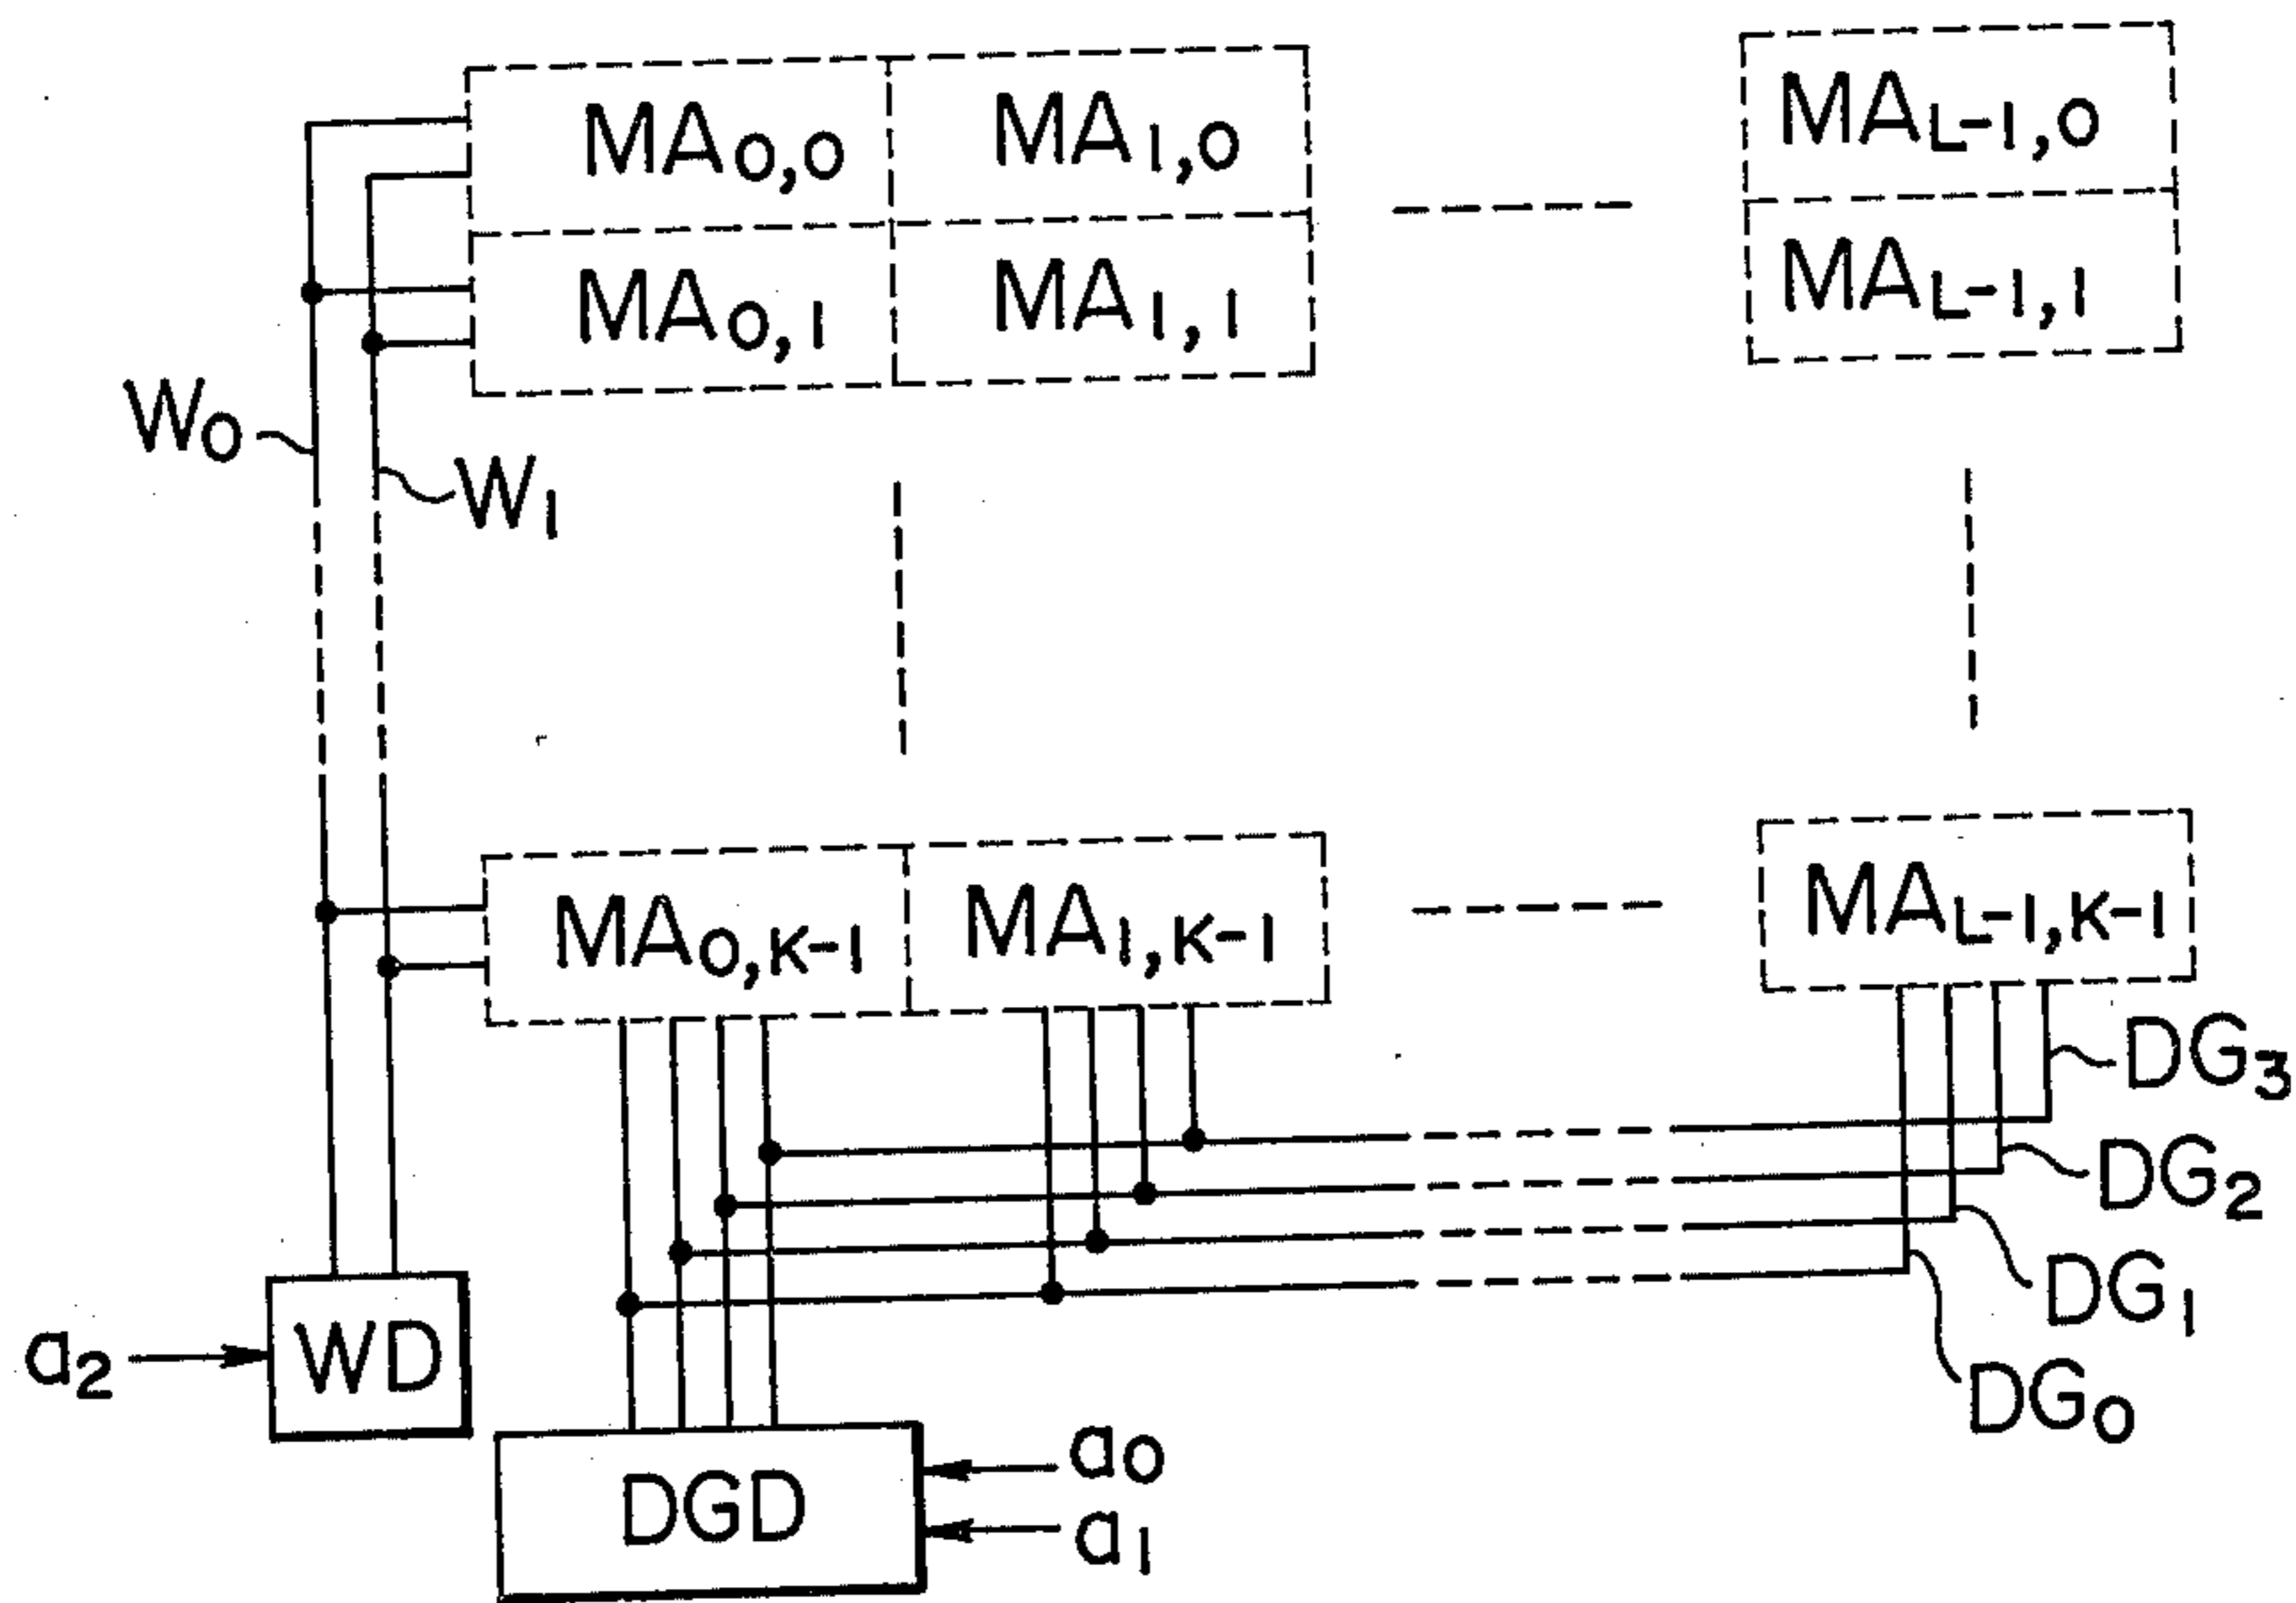 MA0,0 MA1,0 MAL-1,0
MA0,1 MA1,1 MAL-1,1
W0
W1
MA0,K-1 MA1,K-1 MAL-1,K-1
DG3
DG2
DG1
DG0
a2 WD
DGD a0
a1